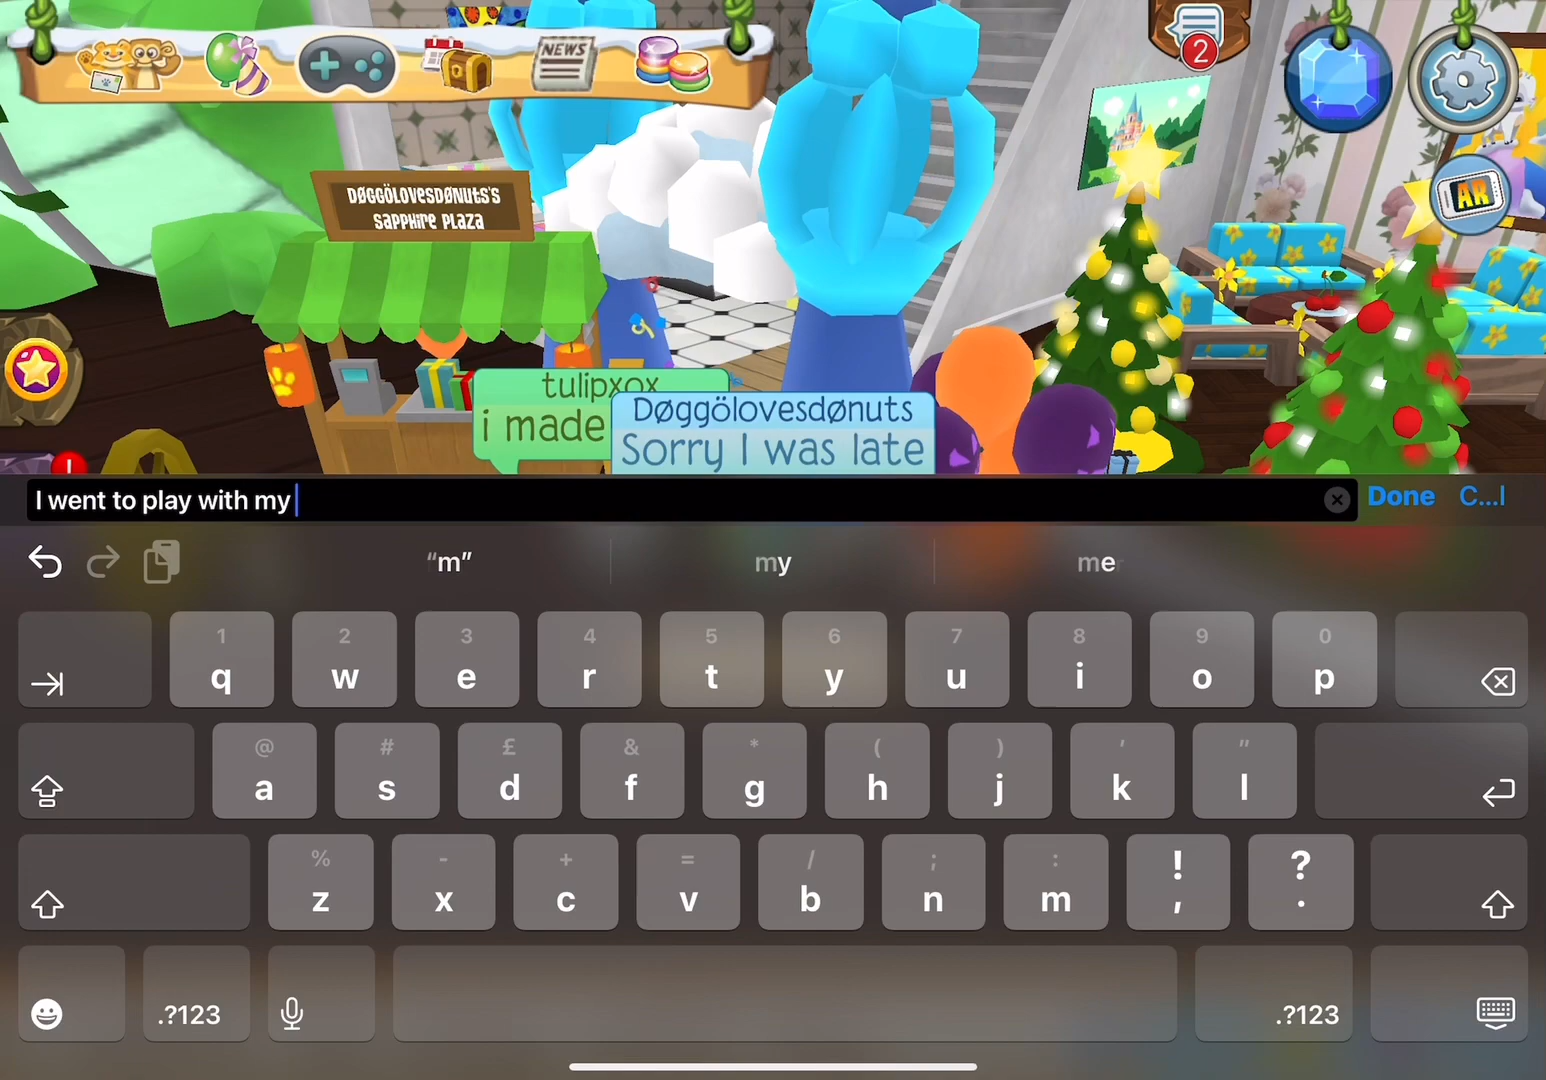 NEWS
2
AR
DØGGÖLOVESDØNUTS'S
SAPPHIRE PLAZA
tulipxox
i made
Døggölovesdønuts
Sorry I was late
!
I went to play with my
Done
C...l
“m”
my
me
1 2 3 4 5 6 7 8 9 0
q w e r t y u i o p
@ # £ & * ( ) ' "
a s d f g h j k l
% - + = / ; : ! ?
z x c v b n m , .
.?123
.?123